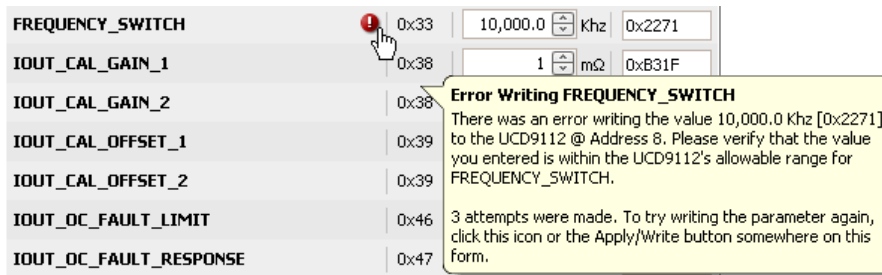 FREQUENCY_SWITCH 0x33 10,000.0 Khz 0x2271
IOUT_CAL_GAIN_1 0x38 1 mΩ 0xB31F
IOUT_CAL_GAIN_2 0x38
IOUT_CAL_OFFSET_1 0x39
IOUT_CAL_OFFSET_2 0x39
IOUT_OC_FAULT_LIMIT 0x46
IOUT_OC_FAULT_RESPONSE 0x47
Error Writing FREQUENCY_SWITCH
There was an error writing the value 10,000.0 Khz [0x2271]
to the UCD9112 @ Address 8. Please verify that the value
you entered is within the UCD9112's allowable range for
FREQUENCY_SWITCH.
3 attempts were made. To try writing the parameter again,
click this icon or the Apply/Write button somewhere on this
form.